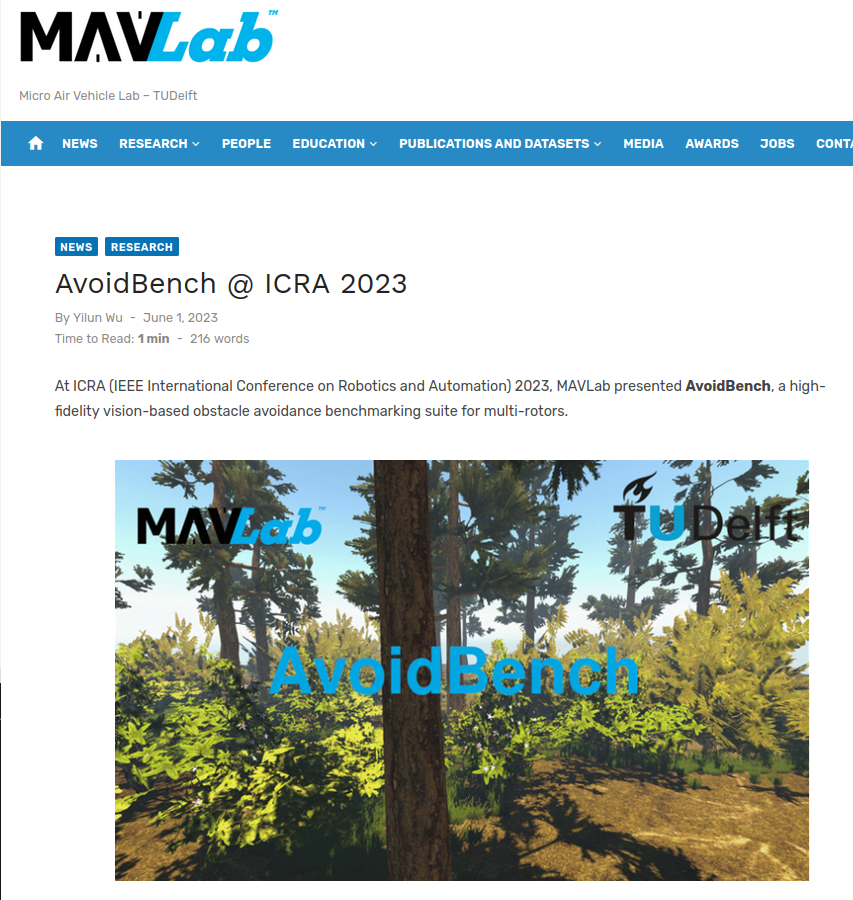 MAVLab™
Micro Air Vehicle Lab – TUDelft
NEWS RESEARCH PEOPLE EDUCATION PUBLICATIONS AND DATASETS MEDIA AWARDS JOBS CONTA
NEWS RESEARCH
AvoidBench @ ICRA 2023
By Yilun Wu - June 1, 2023
Time to Read: 1 min - 216 words
At ICRA (IEEE International Conference on Robotics and Automation) 2023, MAVLab presented AvoidBench, a high-
fidelity vision-based obstacle avoidance benchmarking suite for multi-rotors.
MAVLab™ TUDelft
AvoidBench